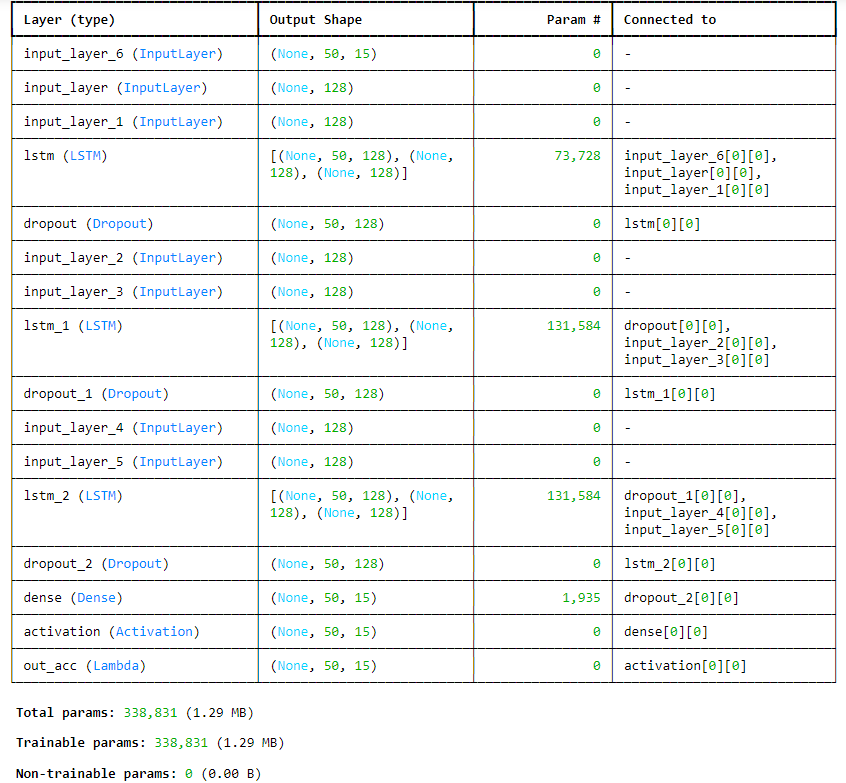 Layer (type) Output Shape Param # Connected to
input_layer_6 (InputLayer) (None, 50, 15) 0 -
input_layer (InputLayer) (None, 128) 0 -
input_layer_1 (InputLayer) (None, 128) 0 -
lstm (LSTM) [(None, 50, 128), (None, 73,728 input_layer_6[0][0],
128), (None, 128)] input_layer[0][0],
input_layer_1[0][0]
dropout (Dropout) (None, 50, 128) 0 lstm[0][0]
input_layer_2 (InputLayer) (None, 128) 0 -
input_layer_3 (InputLayer) (None, 128) 0 -
lstm_1 (LSTM) [(None, 50, 128), (None, 131,584 dropout[0][0],
128), (None, 128)] input_layer_2[0][0],
input_layer_3[0][0]
dropout_1 (Dropout) (None, 50, 128) 0 lstm_1[0][0]
input_layer_4 (InputLayer) (None, 128) 0 -
input_layer_5 (InputLayer) (None, 128) 0 -
lstm_2 (LSTM) [(None, 50, 128), (None, 131,584 dropout_1[0][0],
128), (None, 128)] input_layer_4[0][0],
input_layer_5[0][0]
dropout_2 (Dropout) (None, 50, 128) 0 lstm_2[0][0]
dense (Dense) (None, 50, 15) 1,935 dropout_2[0][0]
activation (Activation) (None, 50, 15) 0 dense[0][0]
out_acc (Lambda) (None, 50, 15) 0 activation[0][0]
Total params: 338,831 (1.29 MB)
Trainable params: 338,831 (1.29 MB)
Non-trainable params: 0 (0.00 B)